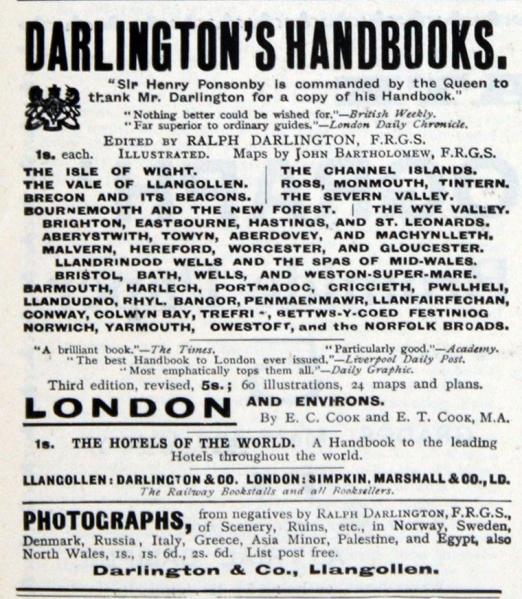 DARLINGTON'S HANDBOOKS.
"Sir Henry Ponsonby is commanded by the Queen to
thank Mr. Darlington for a copy of his Handbook."
"Nothing better could be wished for."—British Weekly.
"Far superior to ordinary guides."—London Daily Chronicle.
EDITED BY RALPH DARLINGTON, F.R.G.S.
1s. each. ILLUSTRATED. Maps by JOHN BARTHOLOMEW, F.R.G.S.
THE ISLE OF WIGHT. THE CHANNEL ISLANDS.
THE VALE OF LLANGOLLEN. ROSS, MONMOUTH, TINTERN.
BRECON AND ITS BEACONS. THE SEVERN VALLEY.
BOURNEMOUTH AND THE NEW FOREST. THE WYE VALLEY.
BRIGHTON, EASTBOURNE, HASTINGS, AND ST. LEONARDS.
ABERYSTWITH, TOWYN, ABERDOVEY, AND MACHYNLLETH.
MALVERN, HEREFORD, WORCESTER, AND GLOUCESTER.
LLANDRINDOD WELLS AND THE SPAS OF MID-WALES.
BRISTOL, BATH, WELLS, AND WESTON-SUPER-MARE.
BARMOUTH, HARLECH, PORTMADOC, CRICCIETH, PWLLHELI,
LLANDUDNO, RHYL. BANGOR, PENMAENMAWR, LLANFAIRFECHAN,
CONWAY, COLWYN BAY, BETTWS-Y-COED FESTINIOG
NORWICH, YARMOUTH, OWESTOFT, and the NORFOLK BROADS.
"A brilliant book."—The Times. "Particularly good."—Academy.
"The best Handbook to London ever issued."—Liverpool Daily Post.
"Most emphatically tops them all."—Daily Graphic.
Third edition, revised, 5s.; 60 illustrations, 24 maps and plans.
LONDON AND ENVIRONS.
By E. C. COOK and E. T. COOK, M.A.
1s. THE HOTELS OF THE WORLD. A Handbook to the leading
Hotels throughout the world.
LLANGOLLEN: DARLINGTON & CO. LONDON: SIMPKIN, MARSHALL & CO., LD.
The Railway Bookstalls and all Booksellers.
PHOTOGRAPHS, from negatives by RALPH DARLINGTON, F.R.G.S.,
of Scenery, Ruins, etc., in Norway, Sweden,
Denmark, Russia, Italy, Greece, Asia Minor, Palestine, and Egypt, also
North Wales, 1s., 1s. 6d., 2s. 6d. List post free.
Darlington & Co., Llangollen.